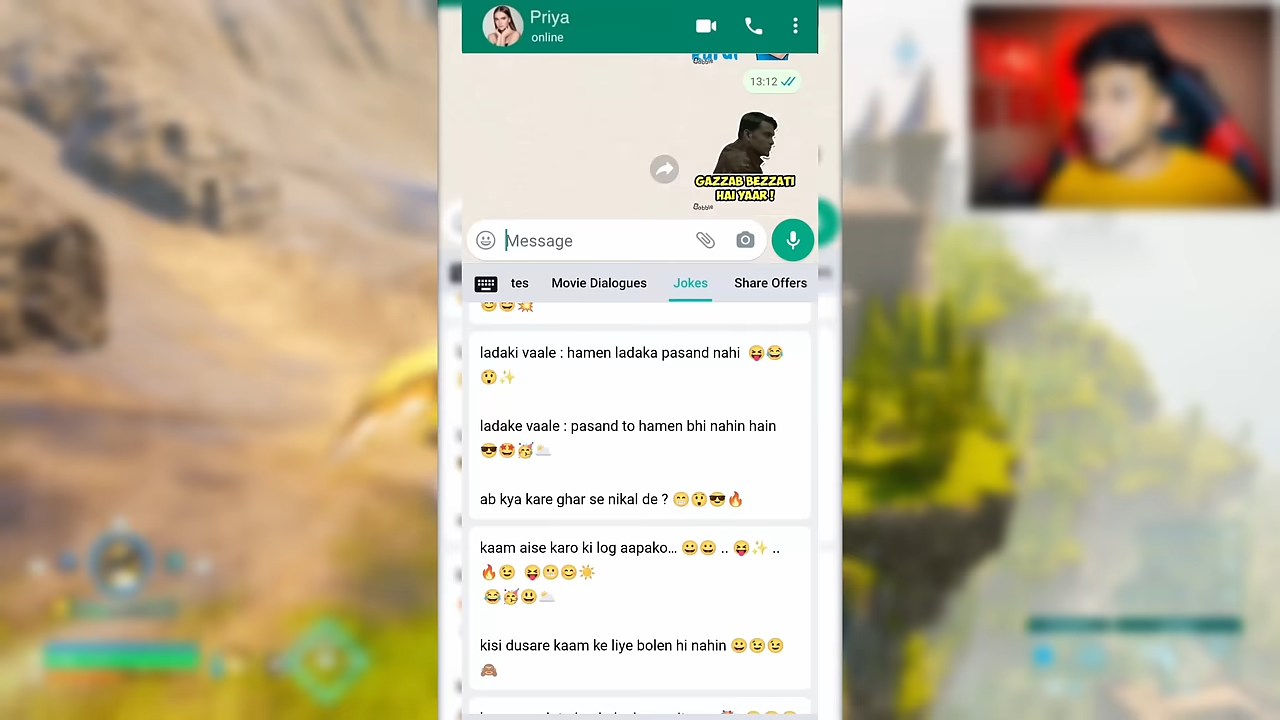 Priya
online
Bobble
13:12
GAZZAB BEZZATI
HAI YAAR !
Bobble
Message
tes Movie Dialogues Jokes Share Offers
😊😄💥
ladaki vaale : hamen ladaka pasand nahi 😝😂
😲✨
ladake vaale : pasand to hamen bhi nahin hain
😎🤩🥳🌥️
ab kya kare ghar se nikal de ? 😁😲😎🔥
kaam aise karo ki log aapako... 😀😀 .. 😝✨ ..
🔥😉 😝😬😊☀️
😂🥳😃🌥️
kisi dusare kaam ke liye bolen hi nahin 😀😉😉
🙈